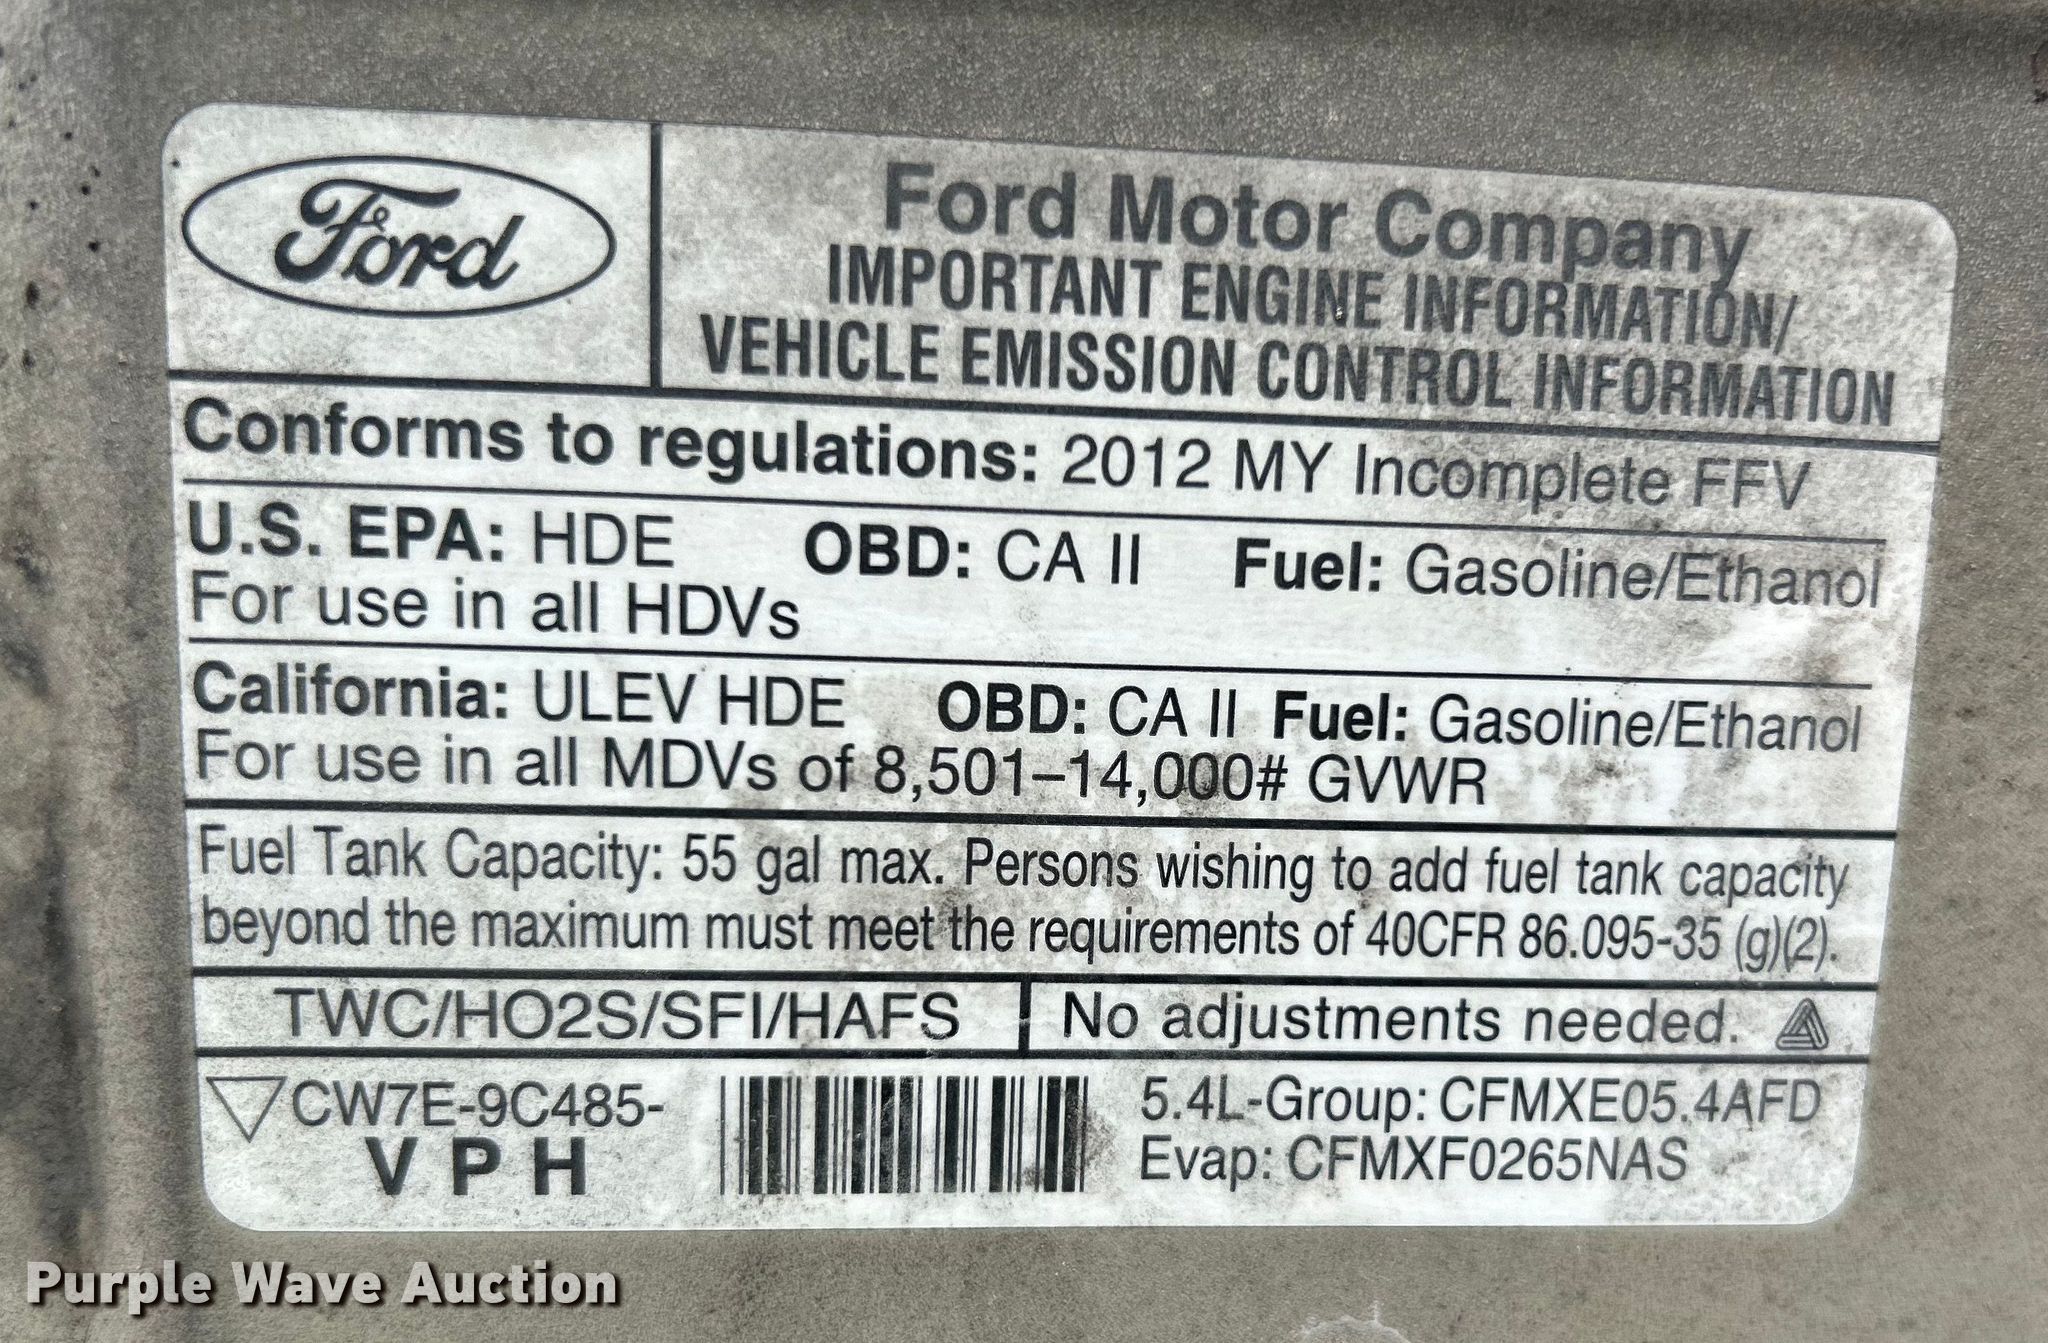 Ford
Ford Motor Company
IMPORTANT ENGINE INFORMATION/
VEHICLE EMISSION CONTROL INFORMATION
Conforms to regulations: 2012 MY Incomplete FFV
U.S. EPA: HDE OBD: CA II Fuel: Gasoline/Ethanol
For use in all HDVs
California: ULEV HDE OBD: CA II Fuel: Gasoline/Ethanol
For use in all MDVs of 8,501–14,000# GVWR
Fuel Tank Capacity: 55 gal max. Persons wishing to add fuel tank capacity
beyond the maximum must meet the requirements of 40CFR 86.095-35 (g)(2).
TWC/HO2S/SFI/HAFS No adjustments needed.
CW7E-9C485- 5.4L-Group: CFMXE05.4AFD
V P H Evap: CFMXF0265NAS
Purple Wave Auction